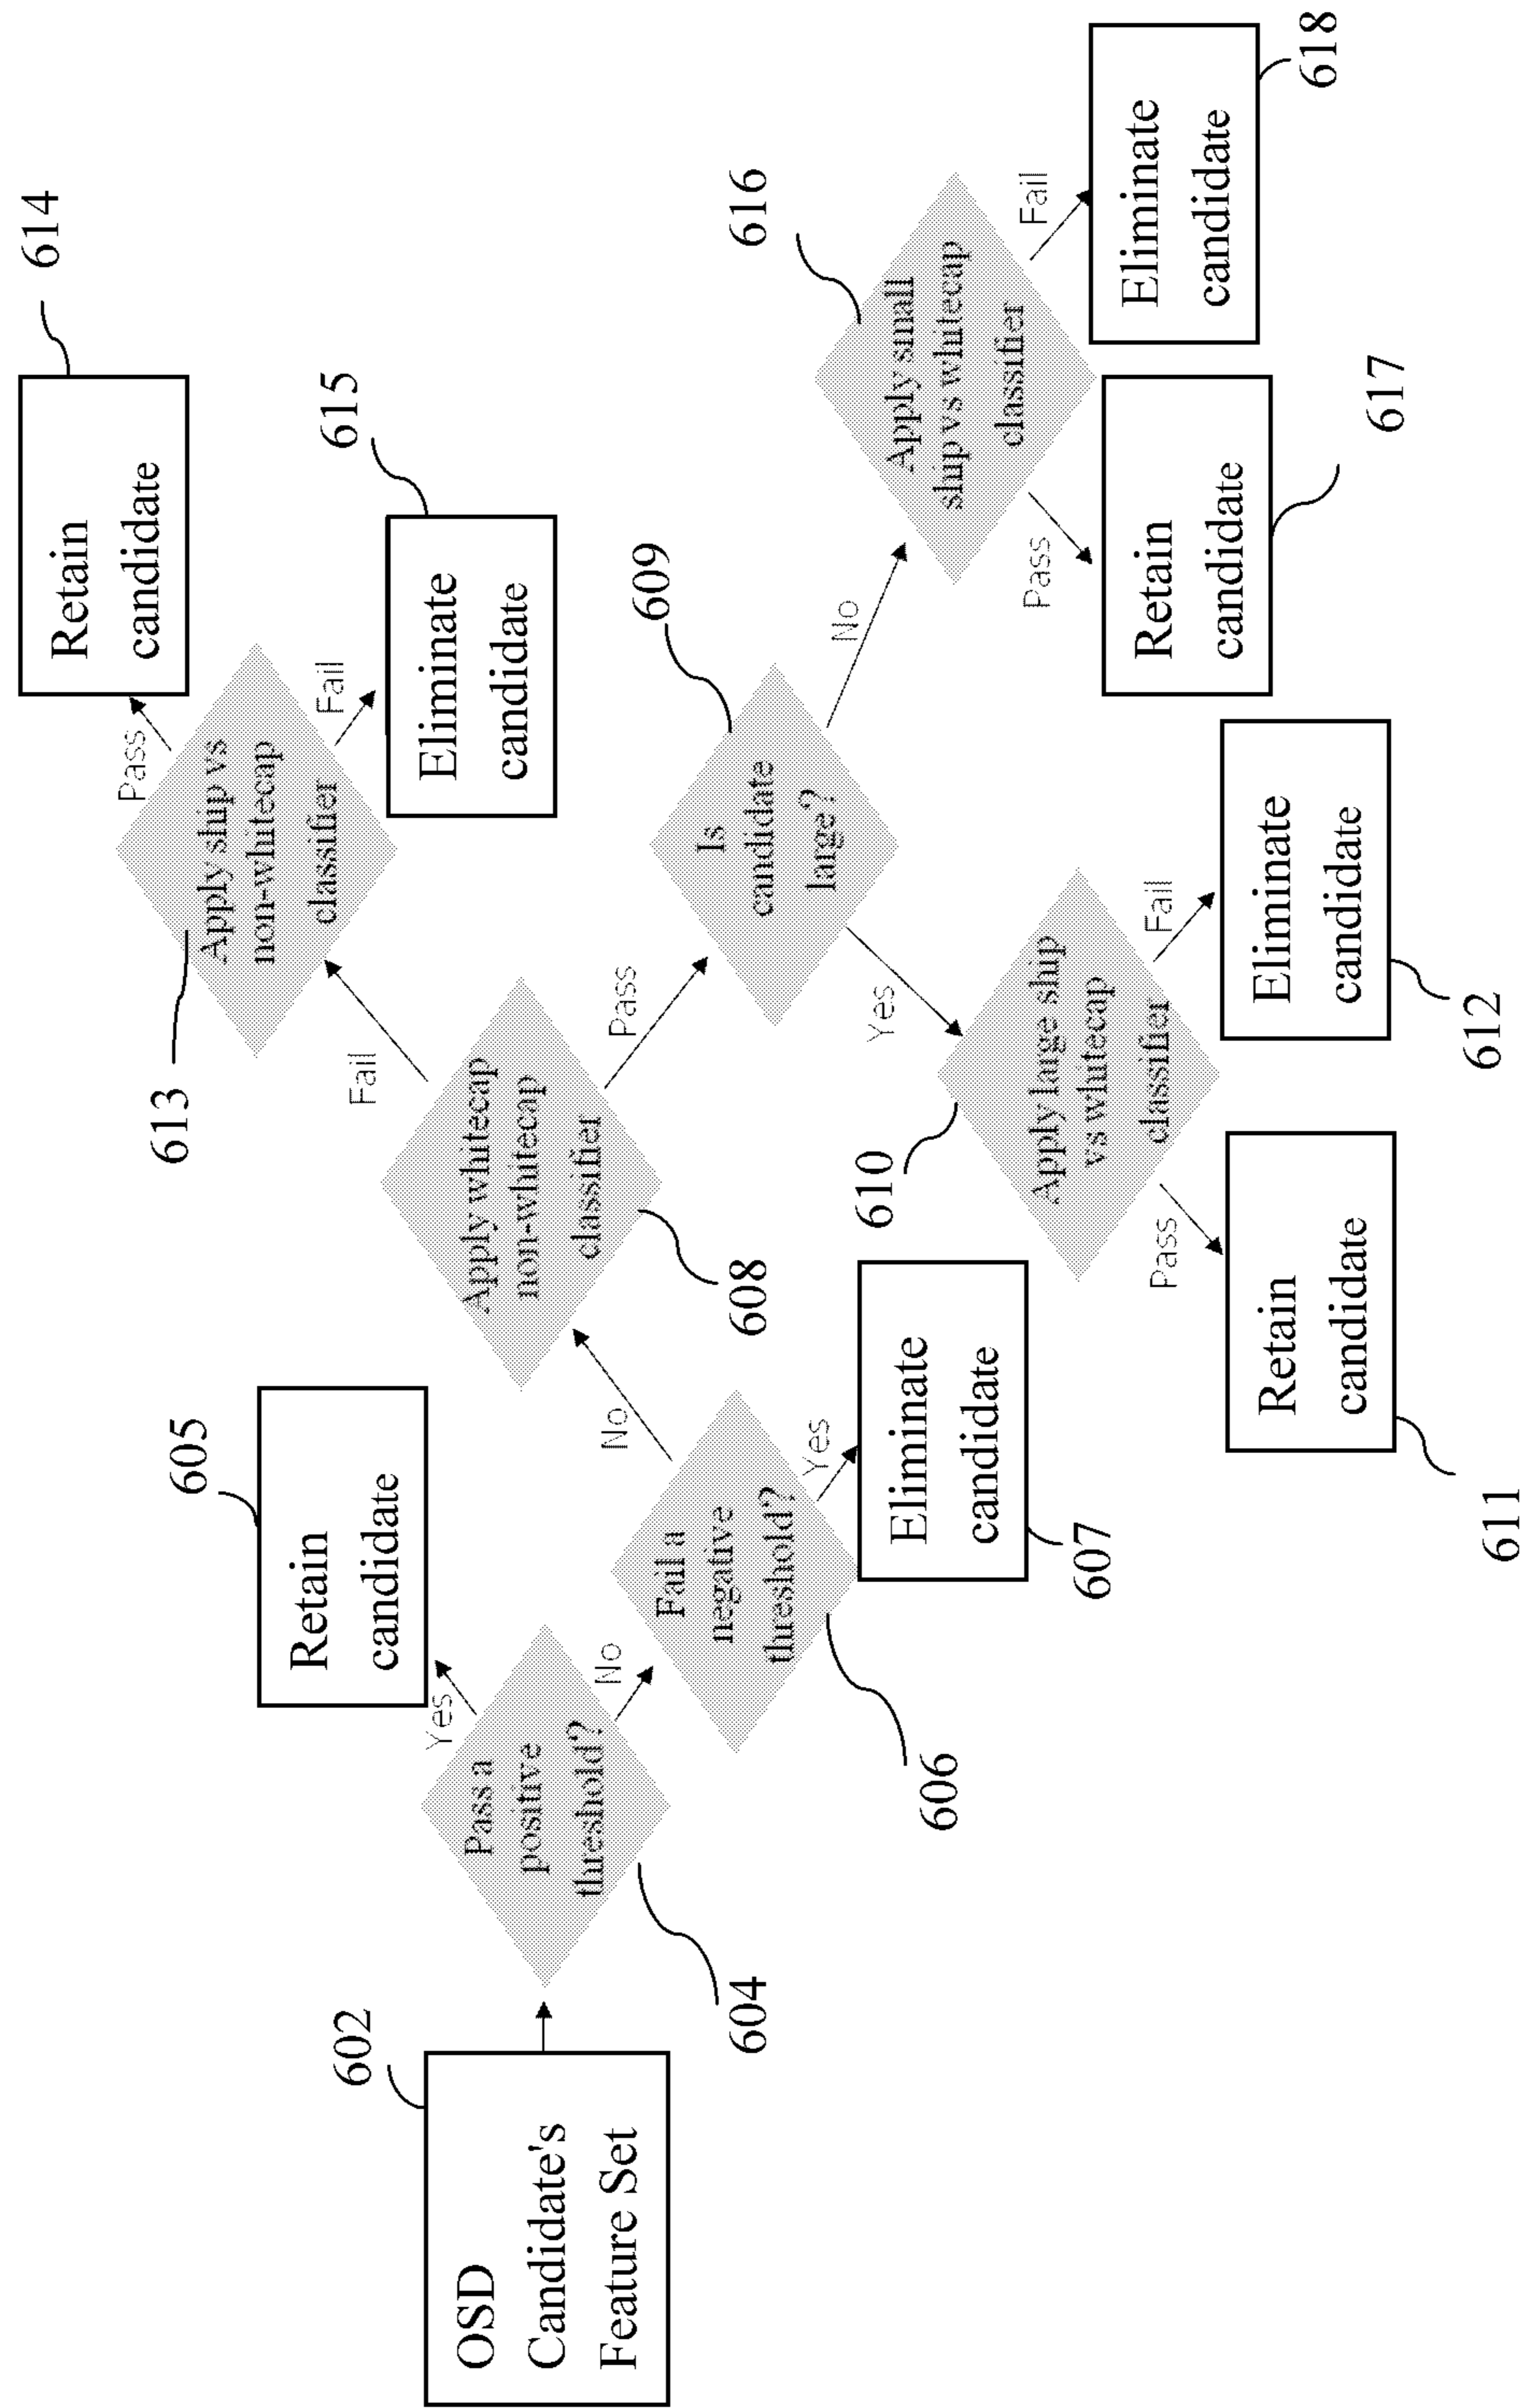 602
OSD
Candidate's
Feature Set
604
Pass a
positive
threshold?
Yes
605
Retain
candidate
No
606
Fail a
negative
threshold?
Yes
607
Eliminate
candidate
No
608
Apply whitecap
non-whitecap
classifier
Fail
613
Apply ship vs
non-whitecap
classifier
Pass
614
Retain
candidate
Fail
615
Eliminate
candidate
Pass
609
Is
candidate
large?
Yes
610
Apply large ship
vs whitecap
classifier
Pass
611
Retain
candidate
Fail
612
Eliminate
candidate
No
616
Apply small
ship vs whitecap
classifier
Pass
617
Retain
candidate
Fail
618
Eliminate
candidate